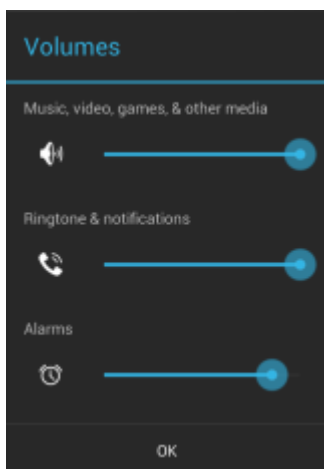 Volumes
Music, video, games, & other media
Ringtone & notifications
Alarms
OK